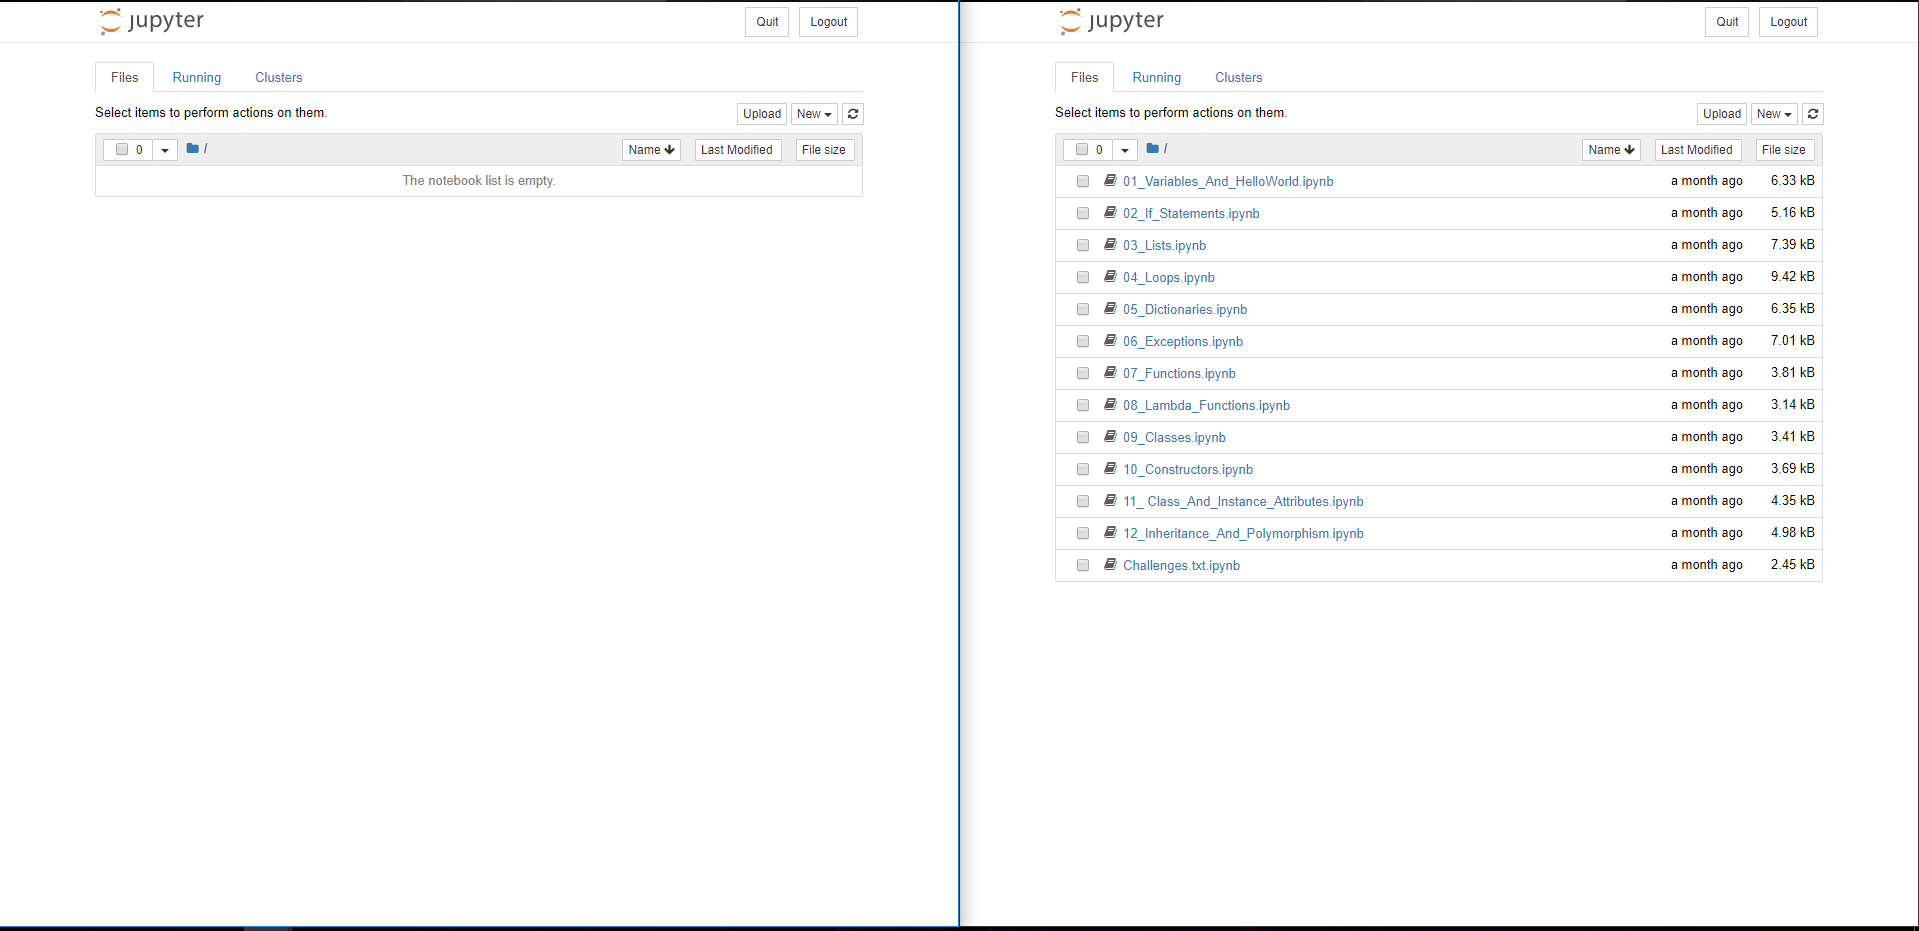 jupyter
Quit Logout
Files Running Clusters
Select items to perform actions on them.
Upload New
0 /
Name Last Modified File size
The notebook list is empty.
jupyter
Quit Logout
Files Running Clusters
Select items to perform actions on them.
Upload New
0 /
Name Last Modified File size
01_Variables_And_HelloWorld.ipynb a month ago 6.33 kB
02_If_Statements.ipynb a month ago 5.16 kB
03_Lists.ipynb a month ago 7.39 kB
04_Loops.ipynb a month ago 9.42 kB
05_Dictionaries.ipynb a month ago 6.35 kB
06_Exceptions.ipynb a month ago 7.01 kB
07_Functions.ipynb a month ago 3.81 kB
08_Lambda_Functions.ipynb a month ago 3.14 kB
09_Classes.ipynb a month ago 3.41 kB
10_Constructors.ipynb a month ago 3.69 kB
11_ Class_And_Instance_Attributes.ipynb a month ago 4.35 kB
12_Inheritance_And_Polymorphism.ipynb a month ago 4.98 kB
Challenges.txt.ipynb a month ago 2.45 kB